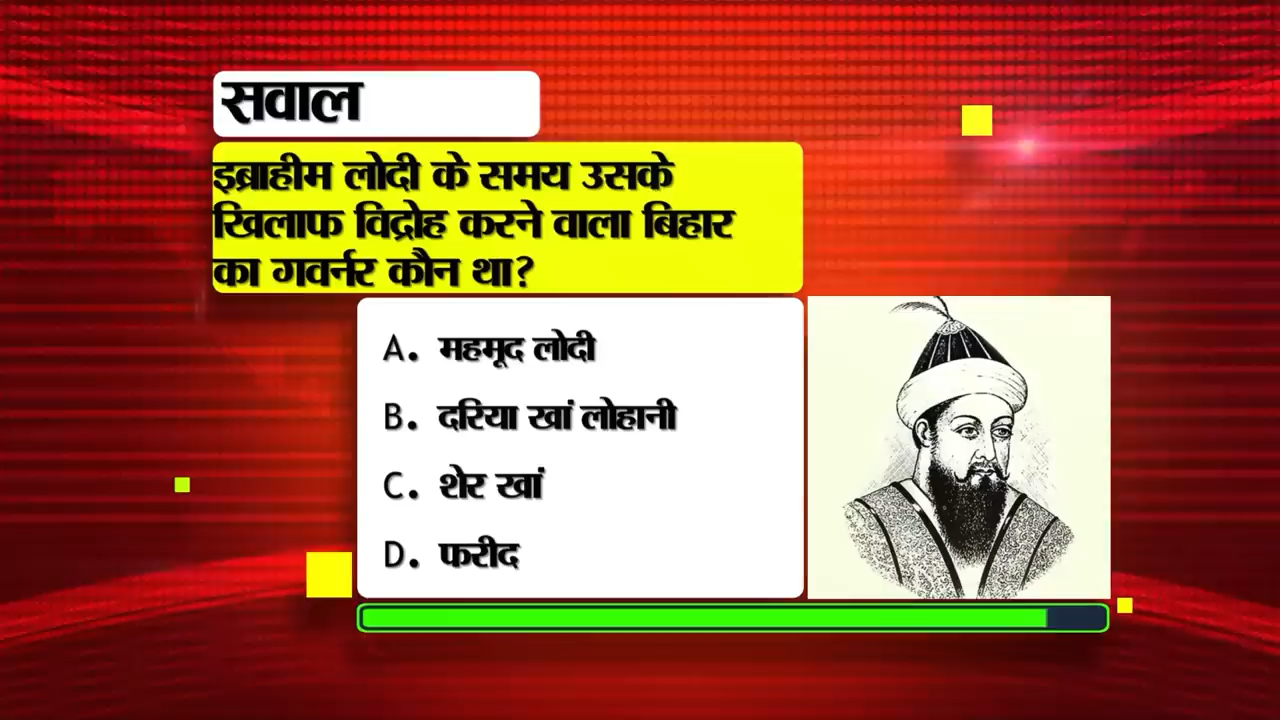 सवाल
इब्राहीम लोदी के समय उसके
खिलाफ विद्रोह करने वाला बिहार
का गवर्नर कौन था?
A. महमूद लोदी
B. दरिया खां लोहानी
C. शेर खां
D. फरीद